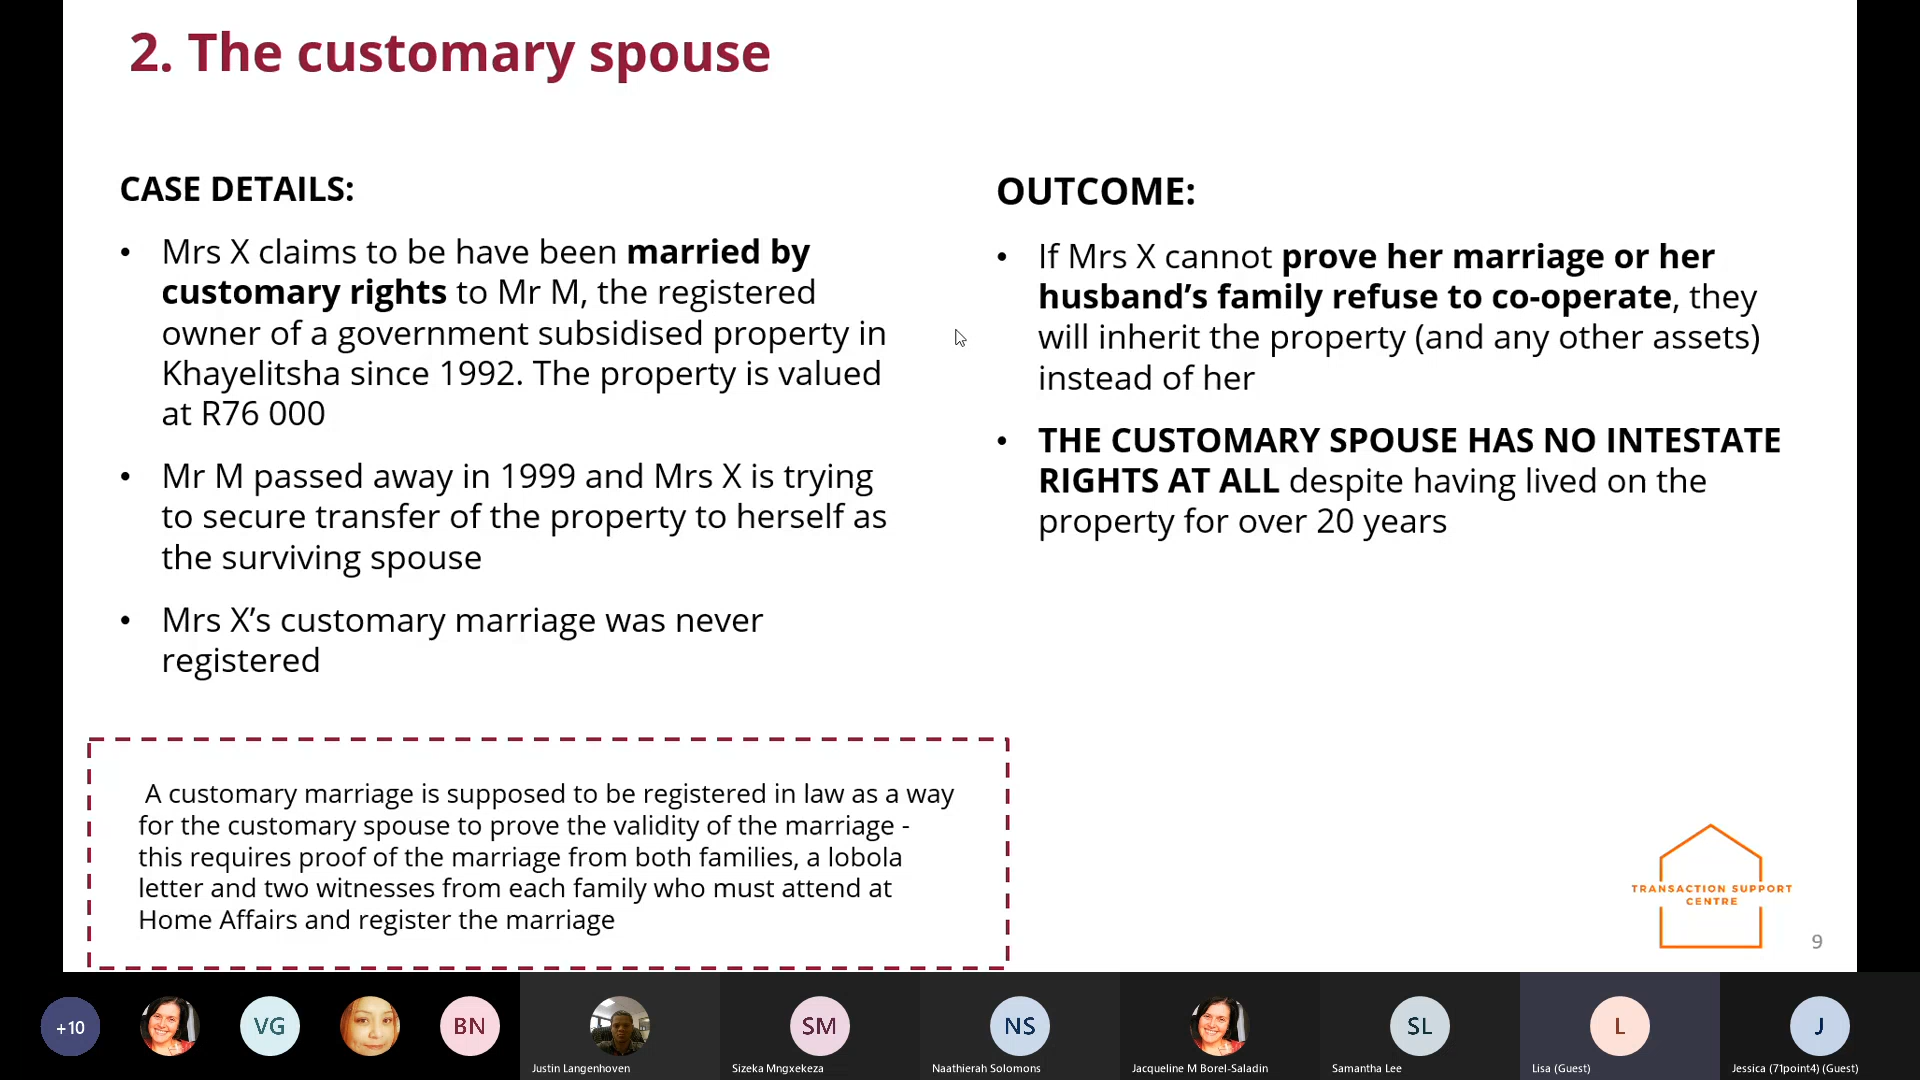 2. The customary spouse
CASE DETAILS:
• Mrs X claims to be have been married by
customary rights to Mr M, the registered
owner of a government subsidised property in
Khayelitsha since 1992. The property is valued
at R76 000
• Mr M passed away in 1999 and Mrs X is trying
to secure transfer of the property to herself as
the surviving spouse
• Mrs X’s customary marriage was never
registered
A customary marriage is supposed to be registered in law as a way
for the customary spouse to prove the validity of the marriage -
this requires proof of the marriage from both families, a lobola
letter and two witnesses from each family who must attend at
Home Affairs and register the marriage
OUTCOME:
• If Mrs X cannot prove her marriage or her
husband’s family refuse to co-operate, they
will inherit the property (and any other assets)
instead of her
• THE CUSTOMARY SPOUSE HAS NO INTESTATE
RIGHTS AT ALL despite having lived on the
property for over 20 years
TRANSACTION SUPPORT
CENTRE
9
+10
VG
BN
Justin Langenhoven
SM
Sizeka Mngxekeza
NS
Naathierah Solomons
Jacqueline M Borel-Saladin
SL
Samantha Lee
L
Lisa (Guest)
J
Jessica (71point4) (Guest)